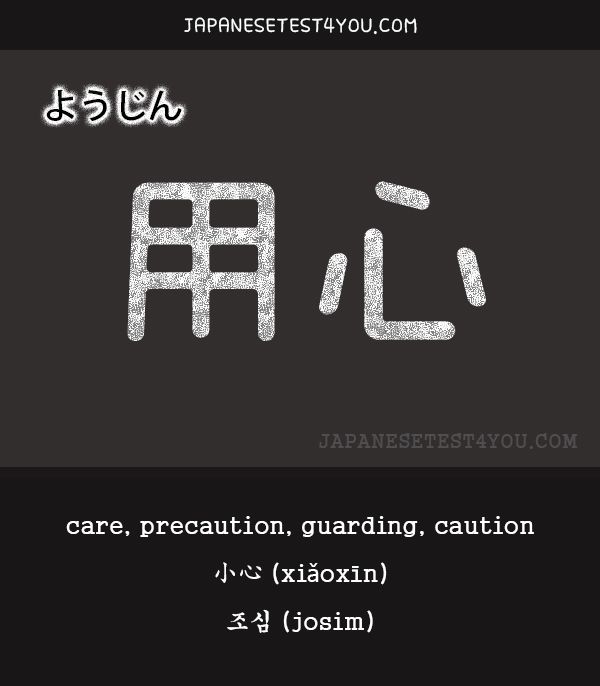 JAPANESETEST4YOU.COM
ようじん
用心
JAPANESETEST4YOU.COM
care, precaution, guarding, caution
小心 (xiǎoxīn)
조심 (josim)